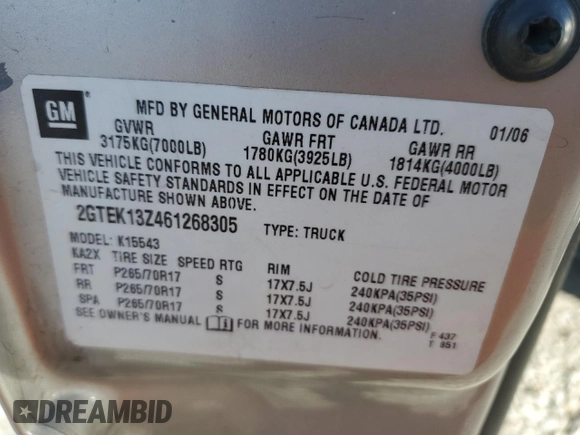 GM
MFD BY GENERAL MOTORS OF CANADA LTD. 01/06
GVWR GAWR FRT GAWR RR
3175KG(7000LB) 1780KG(3925LB) 1814KG(4000LB)
THIS VEHICLE CONFORMS TO ALL APPLICABLE U.S. FEDERAL MOTOR
VEHICLE SAFETY STANDARDS IN EFFECT ON THE DATE OF
MANUFACTURE SHOWN ABOVE.
2GTEK13Z461268305 TYPE: TRUCK
MODEL: K15543
KA2X TIRE SIZE SPEED RTG RIM COLD TIRE PRESSURE
FRT P265/70R17 S 17X7.5J 240KPA(35PSI)
RR P265/70R17 S 17X7.5J 240KPA(35PSI)
SPA P265/70R17 S 17X7.5J 240KPA(35PSI)
SEE OWNER'S MANUAL FOR MORE INFORMATION. F 437
T 851
DREAMBID